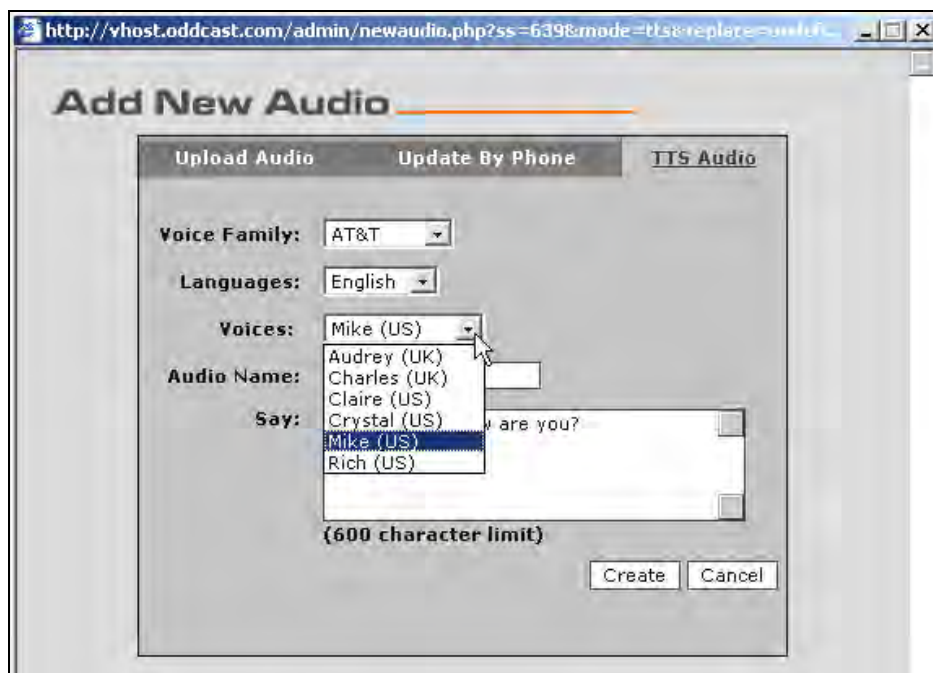 http://vhost.oddcast.com/admin/newaudio.php?ss=639&mode=tts&replace=
Add New Audio
Upload Audio Update By Phone TTS Audio
Voice Family: AT&T
Languages: English
Voices: Mike (US)
Audrey (UK)
Audio Name: Charles (UK)
Claire (US)
Say: Crystal (US) are you?
Mike (US)
Rich (US)
(600 character limit)
Create Cancel